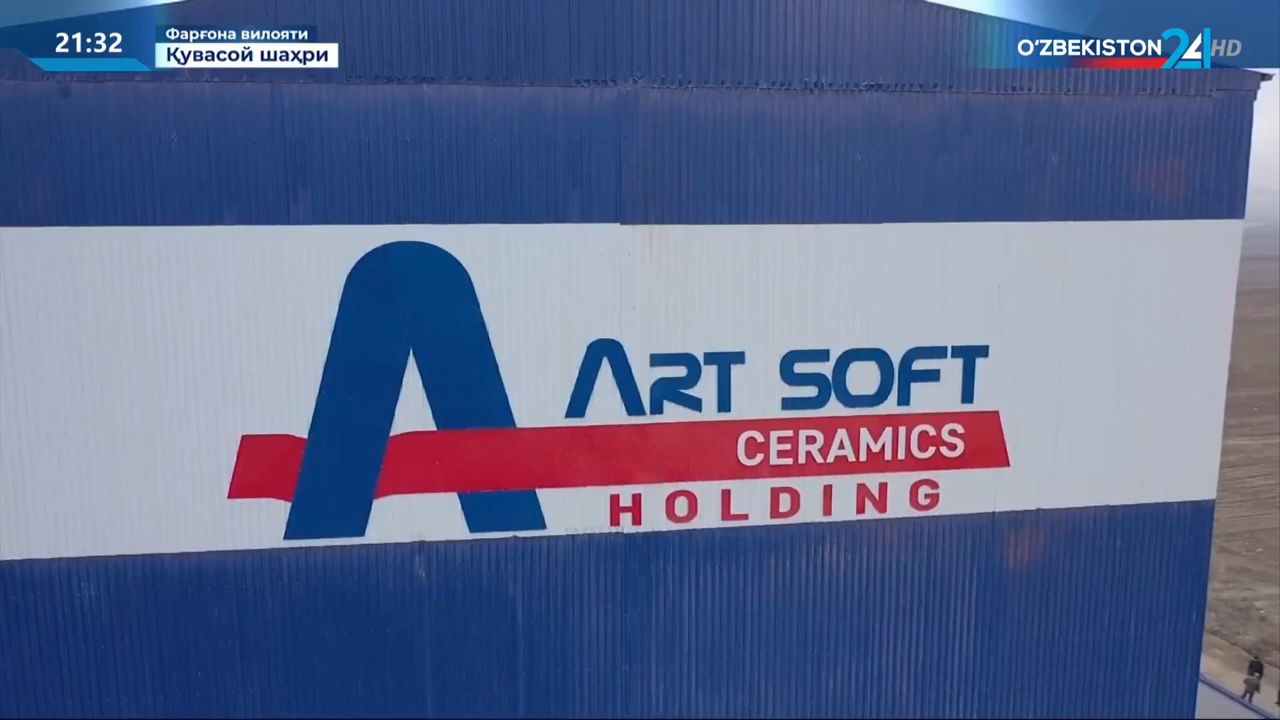 21:32
Фарғона вилояти
Қувасой шаҳри
O‘ZBEKISTON 24 HD
ART SOFT
CERAMICS
HOLDING